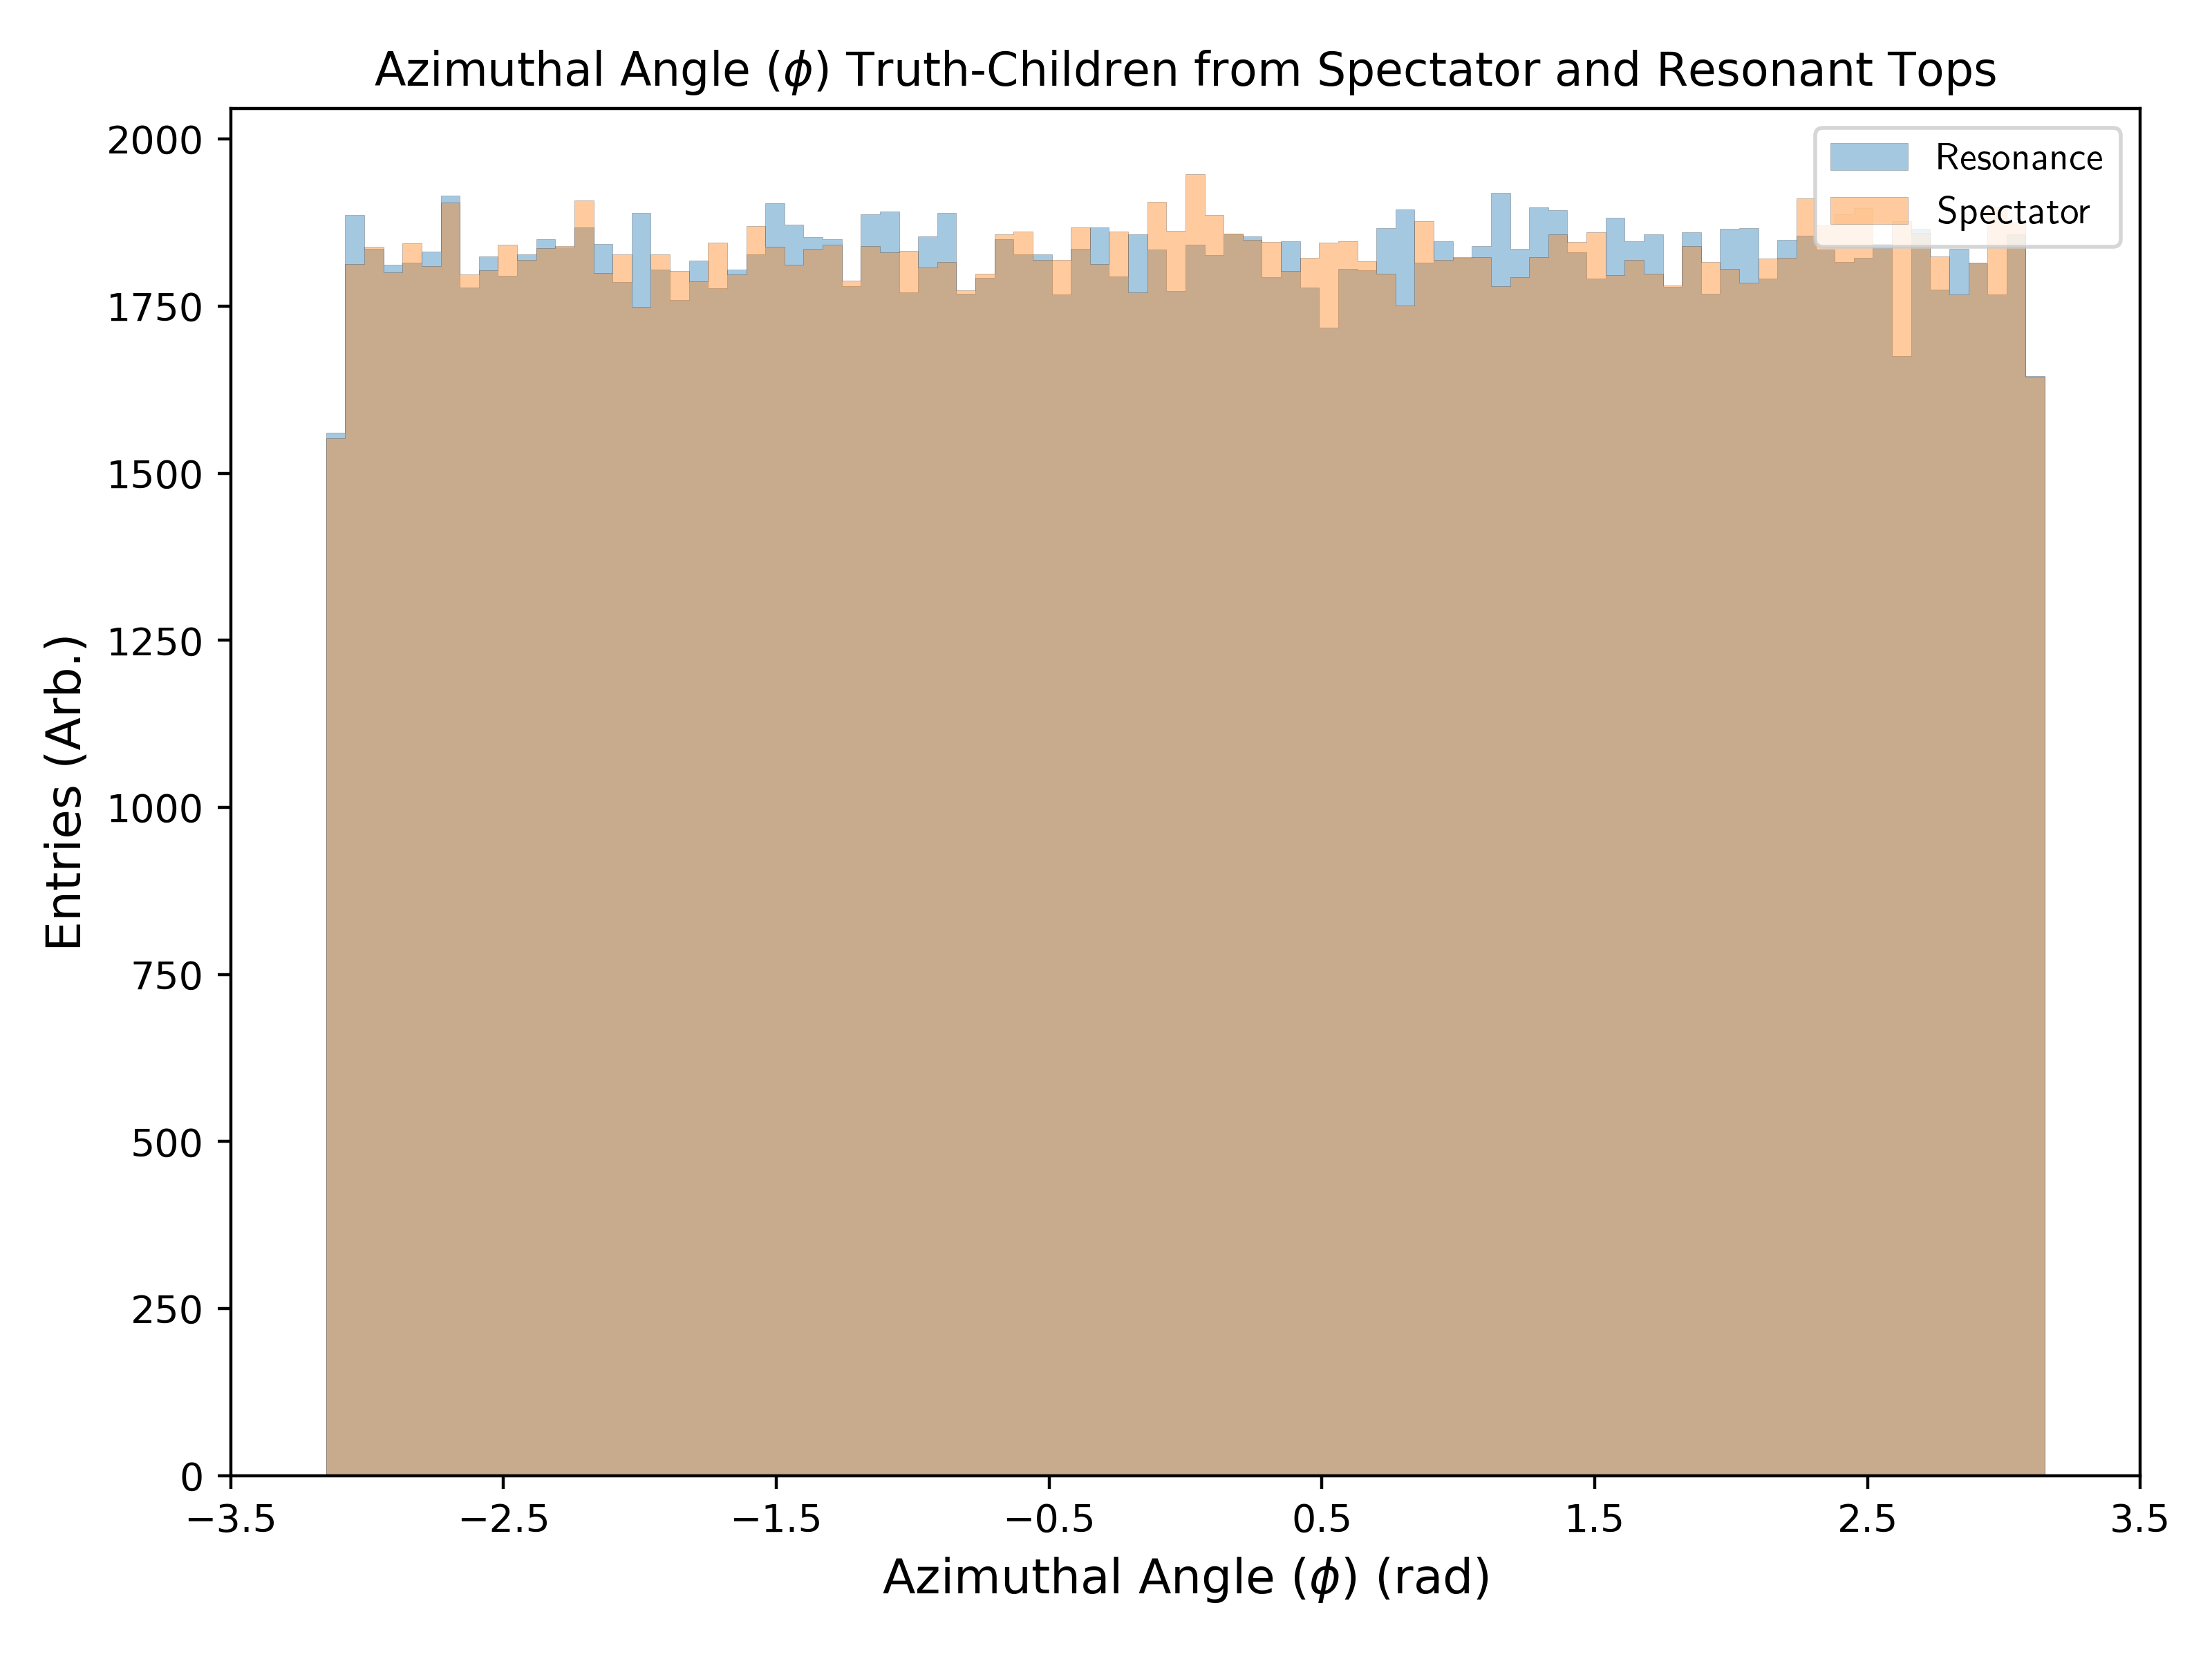 Azimuthal Angle (ϕ) Truth-Children from Spectator and Resonant Tops
Resonance
Spectator
2000
1750
1500
1250
1000
750
500
250
0
Entries (Arb.)
−3.5 −2.5 −1.5 −0.5 0.5 1.5 2.5 3.5
Azimuthal Angle (ϕ) (rad)